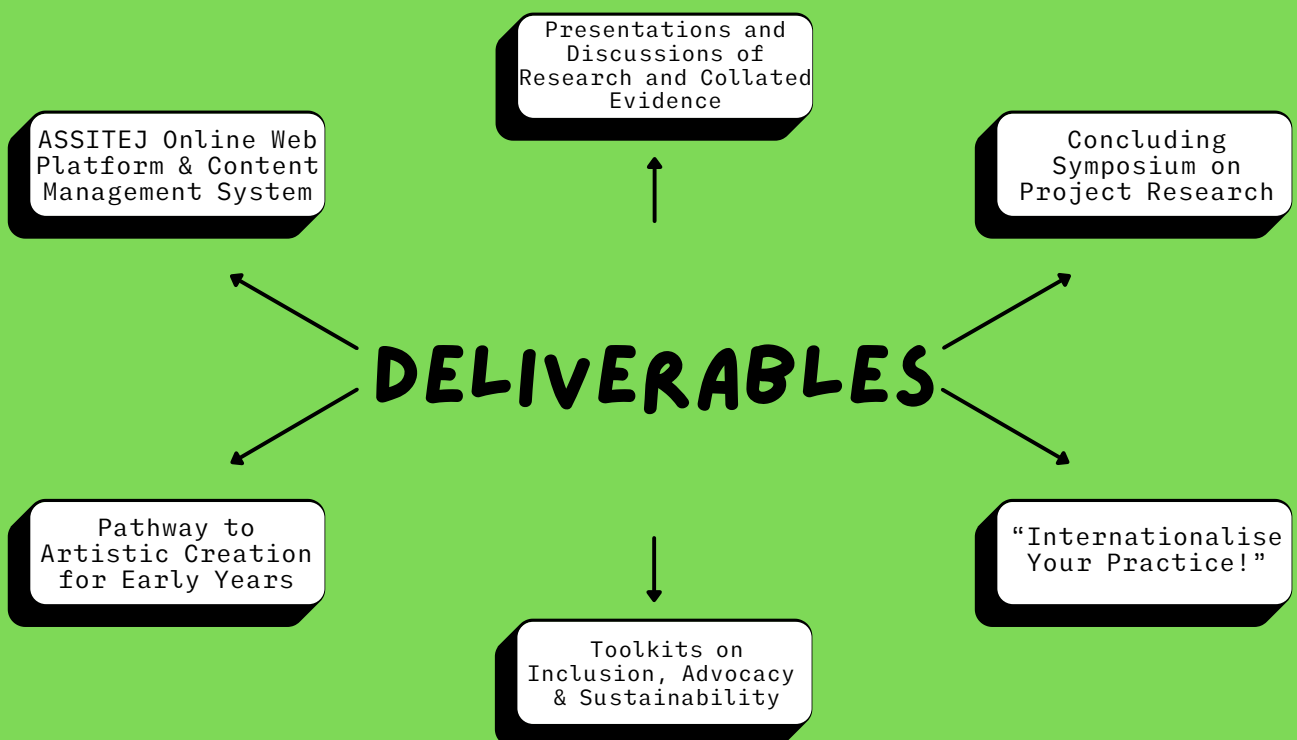 Presentations and
Discussions of
Research and Collated
Evidence
ASSITEJ Online Web
Platform & Content
Management System
Concluding
Symposium on
Project Research
DELIVERABLES
Pathway to
Artistic Creation
for Early Years
“Internationalise
Your Practice!”
Toolkits on
Inclusion, Advocacy
& Sustainability